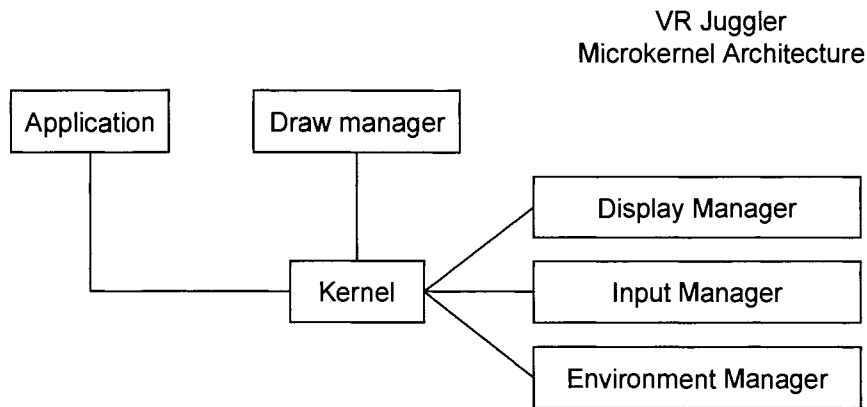 VR Juggler
Microkernel Architecture
Application
Draw manager
Display Manager
Kernel
Input Manager
Environment Manager